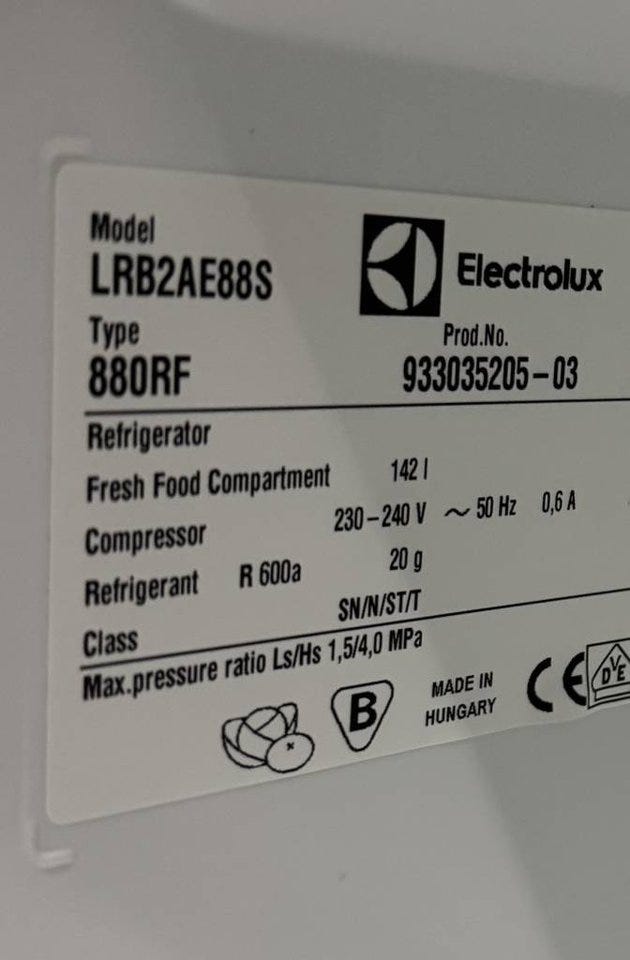 Model
LRB2AE88S
Electrolux
Type
Prod.No.
880RF
933035205-03
Refrigerator
Fresh Food Compartment 142 l
Compressor 230-240 V ~ 50 Hz 0,6 A
Refrigerant R 600a 20 g
Class SN/N/ST/T
Max.pressure ratio Ls/Hs 1,5/4,0 MPa
B
MADE IN
HUNGARY
CE
DVE